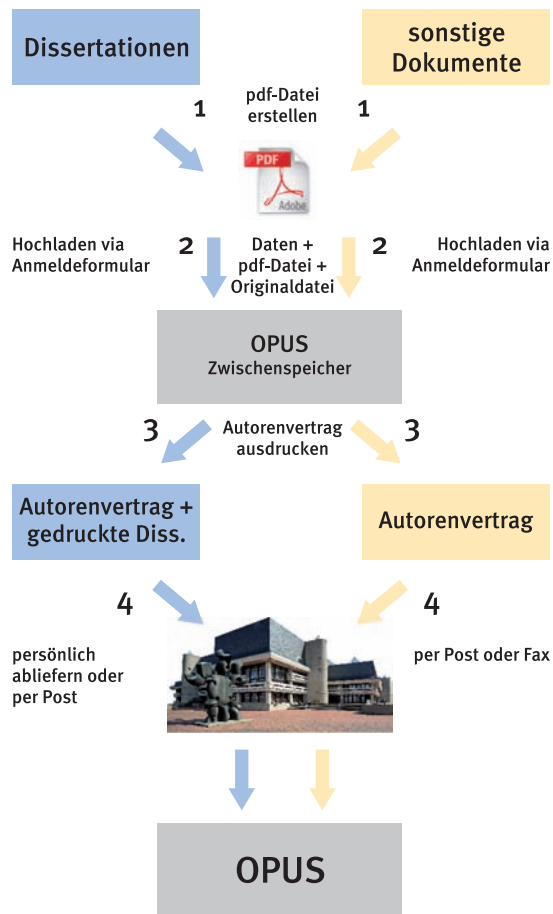 Dissertationen
sonstige
Dokumente
1
pdf-Datei
erstellen
1
PDF
Adobe
Hochladen via
Anmeldeformular
2
Daten +
pdf-Datei +
Originaldatei
2
Hochladen via
Anmeldeformular
OPUS
Zwischenspeicher
3
Autorenvertrag
ausdrucken
3
Autorenvertrag +
gedruckte Diss.
Autorenvertrag
4
4
persönlich
abliefern oder
per Post
per Post oder Fax
OPUS